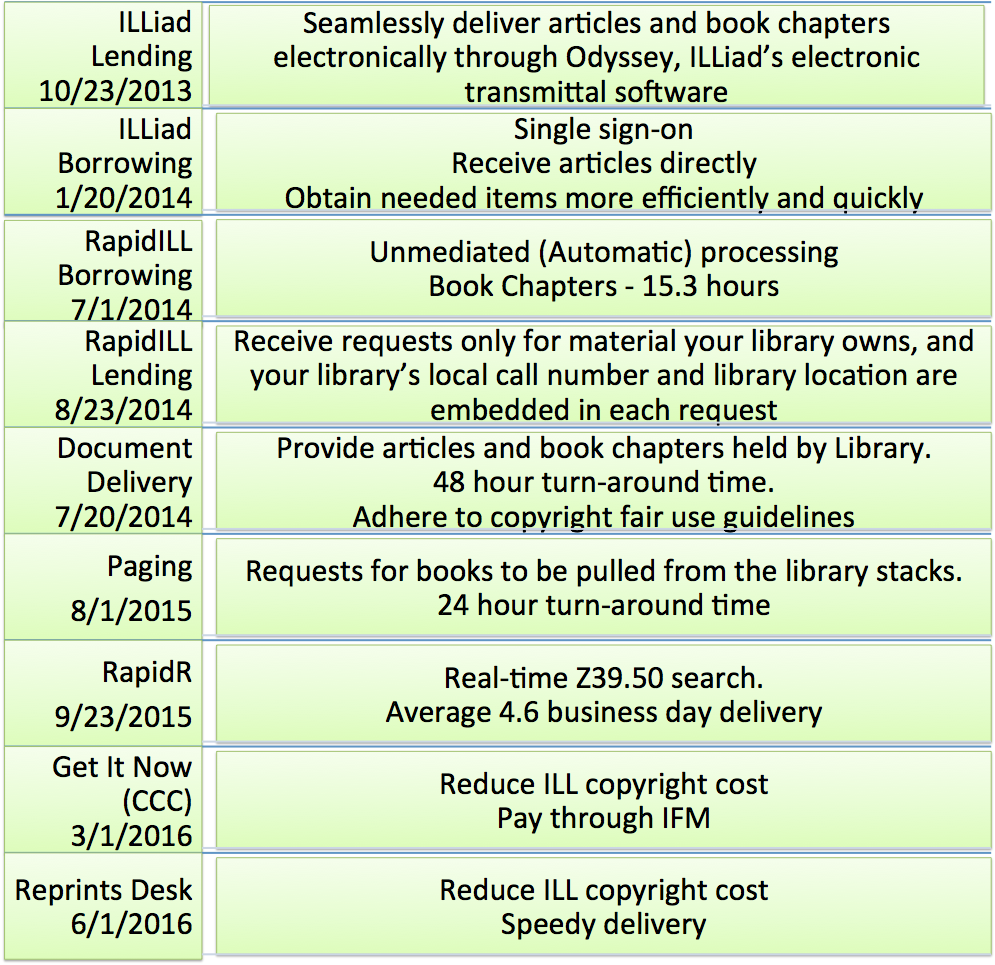 ILLiad
Lending
10/23/2013
Seamlessly deliver articles and book chapters
electronically through Odyssey, ILLiad’s electronic
transmittal software
ILLiad
Borrowing
1/20/2014
Single sign-on
Receive articles directly
Obtain needed items more efficiently and quickly
RapidILL
Borrowing
7/1/2014
Unmediated (Automatic) processing
Book Chapters - 15.3 hours
RapidILL
Lending
8/23/2014
Receive requests only for material your library owns, and
your library’s local call number and library location are
embedded in each request
Document
Delivery
7/20/2014
Provide articles and book chapters held by Library.
48 hour turn-around time.
Adhere to copyright fair use guidelines
Paging
8/1/2015
Requests for books to be pulled from the library stacks.
24 hour turn-around time
RapidR
9/23/2015
Real-time Z39.50 search.
Average 4.6 business day delivery
Get It Now
(CCC)
3/1/2016
Reduce ILL copyright cost
Pay through IFM
Reprints Desk
6/1/2016
Reduce ILL copyright cost
Speedy delivery